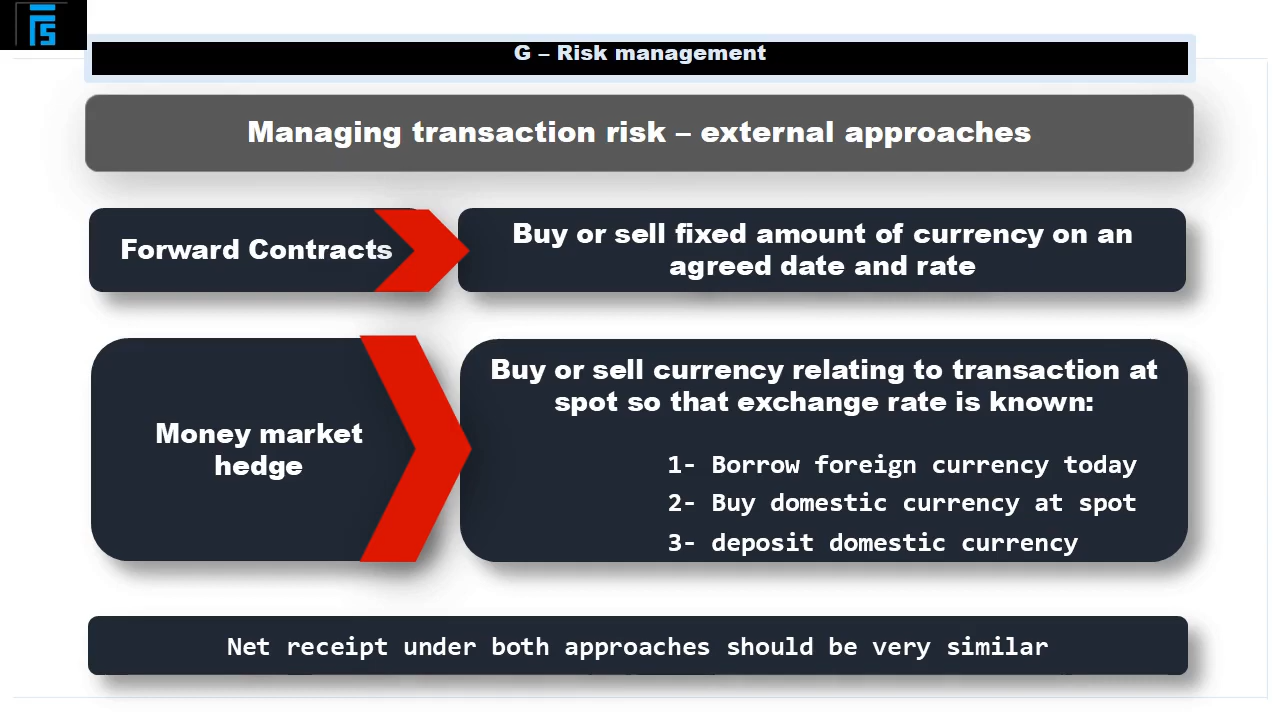 G – Risk management
Managing transaction risk – external approaches
Forward Contracts
Buy or sell fixed amount of currency on an
agreed date and rate
Money market
hedge
Buy or sell currency relating to transaction at
spot so that exchange rate is known:
1- Borrow foreign currency today
2- Buy domestic currency at spot
3- deposit domestic currency
Net receipt under both approaches should be very similar